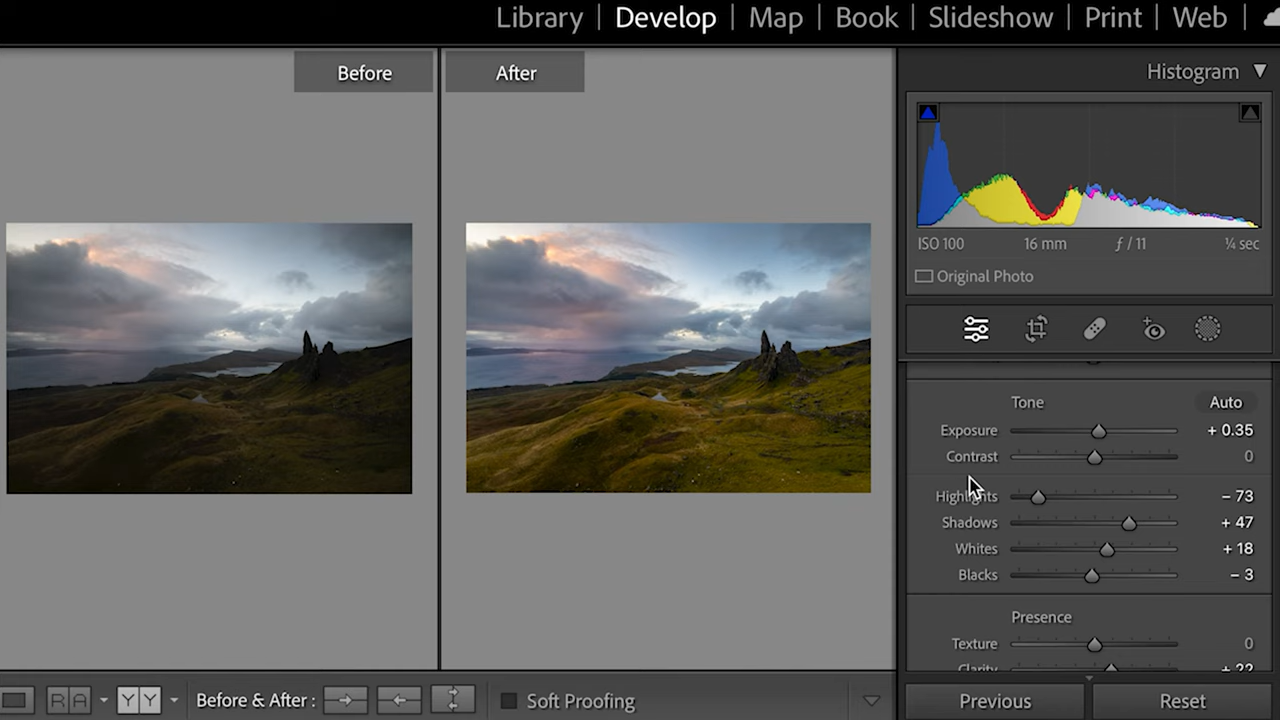 Library | Develop | Map | Book | Slideshow | Print | Web |
Before
After
Histogram ▼
ISO 100 16 mm ƒ / 11 ¼ sec
Original Photo
Tone Auto
Exposure + 0.35
Contrast 0
Highlights − 73
Shadows + 47
Whites + 18
Blacks − 3
Presence
Texture 0
Clarity + 22
R A Y Y Before & After : Soft Proofing
Previous Reset